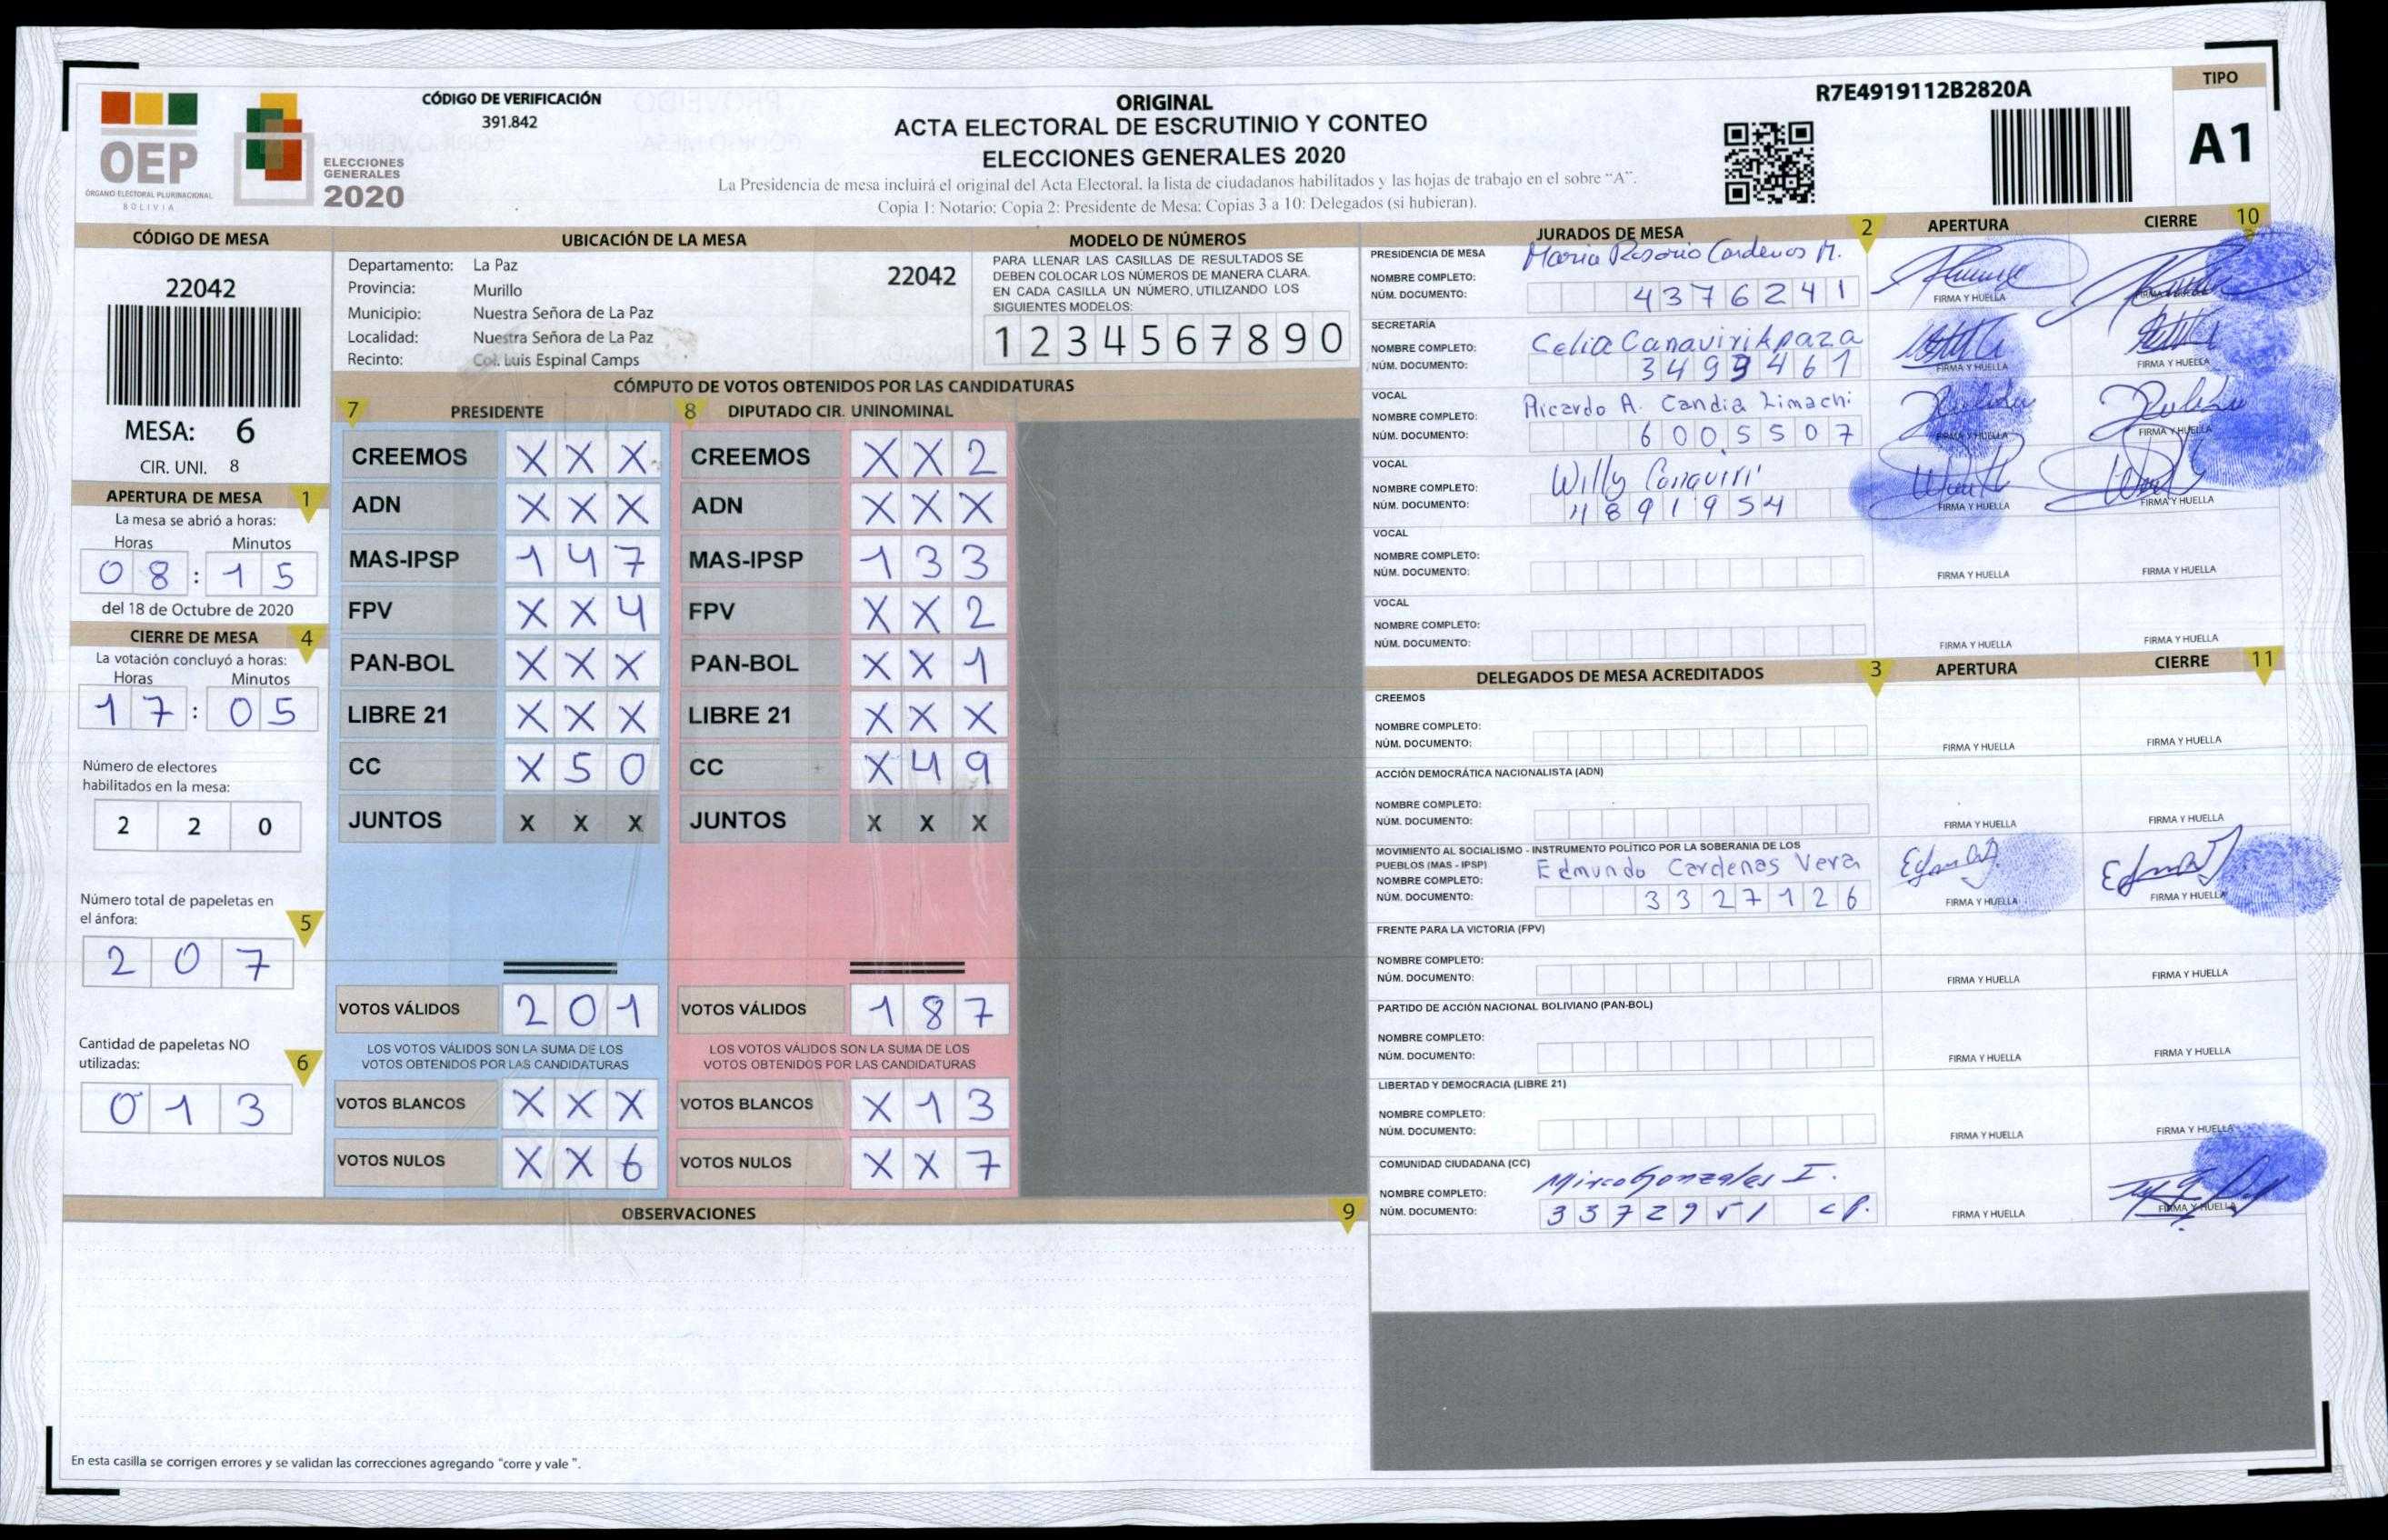 CÓDIGO DE VERIFICACIÓN
391.842
OEP
ÓRGANO ELECTORAL PLURINACIONAL
BOLIVIA
ELECCIONES
GENERALES
2020
ORIGINAL
ACTA ELECTORAL DE ESCRUTINIO Y CONTEO
ELECCIONES GENERALES 2020
La Presidencia de mesa incluirá el original del Acta Electoral, la lista de ciudadanos habilitados y las hojas de trabajo en el sobre “A”.
Copia 1: Notario: Copia 2: Presidente de Mesa: Copias 3 a 10: Delegados (si hubieran).
R7E4919112B2820A
TIPO
A1
CÓDIGO DE MESA
22042
MESA: 6
CIR. UNI. 8
APERTURA DE MESA 1
La mesa se abrió a horas:
Horas Minutos
08:15
del 18 de Octubre de 2020
CIERRE DE MESA 4
La votación concluyó a horas:
Horas Minutos
17:05
Número de electores
habilitados en la mesa:
2 2 0
Número total de papeletas en
el ánfora: 5
2 0 7
Cantidad de papeletas NO
utilizadas: 6
0 1 3
UBICACIÓN DE LA MESA
Departamento: La Paz
Provincia: Murillo
Municipio: Nuestra Señora de La Paz
Localidad: Nuestra Señora de La Paz
Recinto: Col. Luis Espinal Camps
22042
MODELO DE NÚMEROS
PARA LLENAR LAS CASILLAS DE RESULTADOS SE
DEBEN COLOCAR LOS NÚMEROS DE MANERA CLARA.
EN CADA CASILLA UN NÚMERO, UTILIZANDO LOS
SIGUIENTES MODELOS:
1 2 3 4 5 6 7 8 9 0
CÓMPUTO DE VOTOS OBTENIDOS POR LAS CANDIDATURAS
7 PRESIDENTE 8 DIPUTADO CIR. UNINOMINAL
CREEMOS X X X CREEMOS X X 2
ADN X X X ADN X X X
MAS-IPSP 1 4 7 MAS-IPSP 1 3 3
FPV X X 4 FPV X X 2
PAN-BOL X X X PAN-BOL X X 1
LIBRE 21 X X X LIBRE 21 X X X
CC X 5 0 CC X 4 9
JUNTOS X X X JUNTOS X X X
VOTOS VÁLIDOS 2 0 1 VOTOS VÁLIDOS 1 8 7
LOS VOTOS VÁLIDOS SON LA SUMA DE LOS LOS VOTOS VÁLIDOS SON LA SUMA DE LOS
VOTOS OBTENIDOS POR LAS CANDIDATURAS VOTOS OBTENIDOS POR LAS CANDIDATURAS
VOTOS BLANCOS X X X VOTOS BLANCOS X 1 3
VOTOS NULOS X X 6 VOTOS NULOS X X 7
OBSERVACIONES 9
En esta casilla se corrigen errores y se validan las correcciones agregando "corre y vale ".
JURADOS DE MESA 2 APERTURA CIERRE 10
PRESIDENCIA DE MESA
NOMBRE COMPLETO: Maria Rosario Cardenas M.
NÚM. DOCUMENTO: 4376241 FIRMA Y HUELLA
SECRETARÍA
NOMBRE COMPLETO: Celia Canaviri Apaza
NÚM. DOCUMENTO: FIRMA Y HUELLA FIRMA Y HUELLA
VOCAL
NOMBRE COMPLETO: Ricardo A. Candia Limachi
NÚM. DOCUMENTO: 6005507 FIRMA Y HUELLA FIRMA Y HUELLA
VOCAL
NOMBRE COMPLETO: Willy
NÚM. DOCUMENTO: 4891954 FIRMA Y HUELLA FIRMA Y HUELLA
VOCAL
NOMBRE COMPLETO:
NÚM. DOCUMENTO: FIRMA Y HUELLA FIRMA Y HUELLA
VOCAL
NOMBRE COMPLETO:
NÚM. DOCUMENTO: FIRMA Y HUELLA FIRMA Y HUELLA
DELEGADOS DE MESA ACREDITADOS 3 APERTURA CIERRE 11
CREEMOS
NOMBRE COMPLETO:
NÚM. DOCUMENTO: FIRMA Y HUELLA FIRMA Y HUELLA
ACCIÓN DEMOCRÁTICA NACIONALISTA (ADN)
NOMBRE COMPLETO:
NÚM. DOCUMENTO: FIRMA Y HUELLA FIRMA Y HUELLA
MOVIMIENTO AL SOCIALISMO - INSTRUMENTO POLÍTICO POR LA SOBERANIA DE LOS
PUEBLOS (MAS - IPSP)
NOMBRE COMPLETO: Edmundo Cardenas Vera
NÚM. DOCUMENTO: 3327126 FIRMA Y HUELLA FIRMA Y HUELLA
FRENTE PARA LA VICTORIA (FPV)
NOMBRE COMPLETO:
NÚM. DOCUMENTO: FIRMA Y HUELLA FIRMA Y HUELLA
PARTIDO DE ACCIÓN NACIONAL BOLIVIANO (PAN-BOL)
NOMBRE COMPLETO:
NÚM. DOCUMENTO: FIRMA Y HUELLA FIRMA Y HUELLA
LIBERTAD Y DEMOCRACIA (LIBRE 21)
NOMBRE COMPLETO:
NÚM. DOCUMENTO: FIRMA Y HUELLA FIRMA Y HUELLA
COMUNIDAD CIUDADANA (CC)
NOMBRE COMPLETO: Mirco Gonzales I.
NÚM. DOCUMENTO: 3372951 FIRMA Y HUELLA FIRMA Y HUELLA